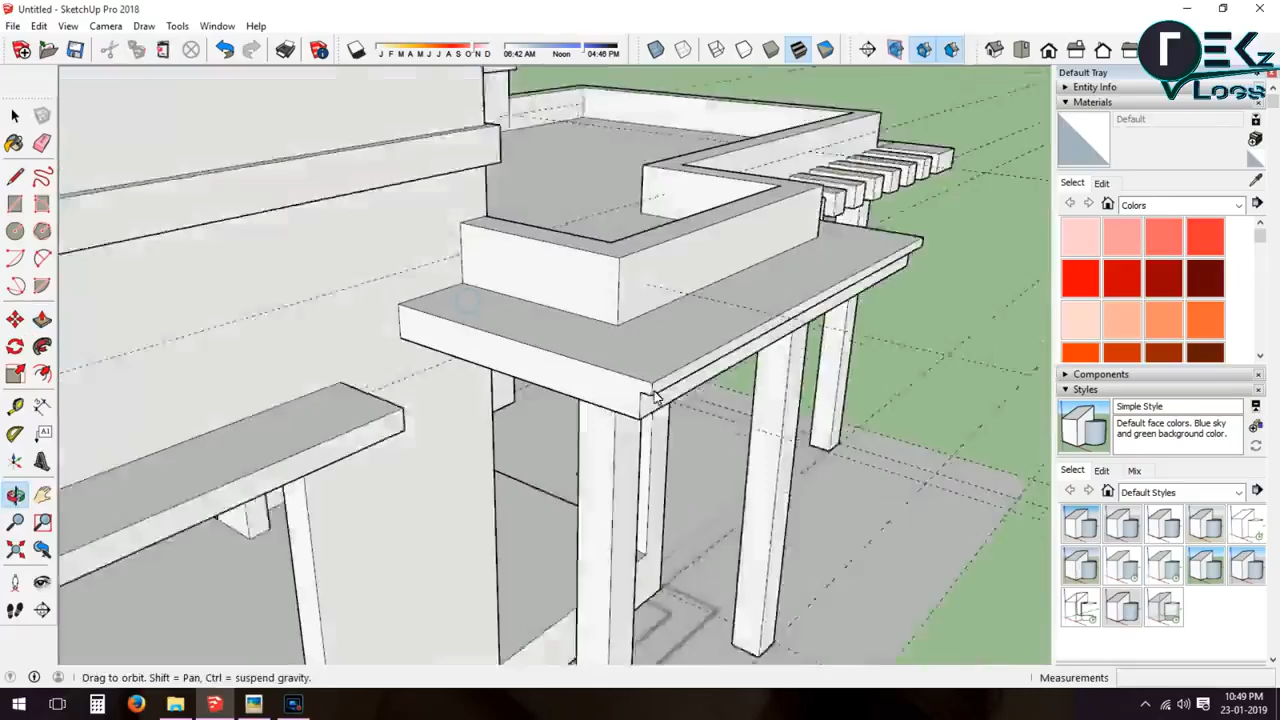 Untitled - SketchUp Pro 2018
File Edit View Camera Draw Tools Window Help
J F M A M J J A S O N D
06:42 AM Noon 04:46 PM
TEKz
VLogs
Default Tray
Entity Info
Materials
Default
Select Edit
Colors
Components
Styles
Simple Style
Default face colors. Blue sky
and green background color.
Select Edit Mix
Default Styles
Drag to orbit. Shift = Pan, Ctrl = suspend gravity.
Measurements
10:49 PM
23-01-2019